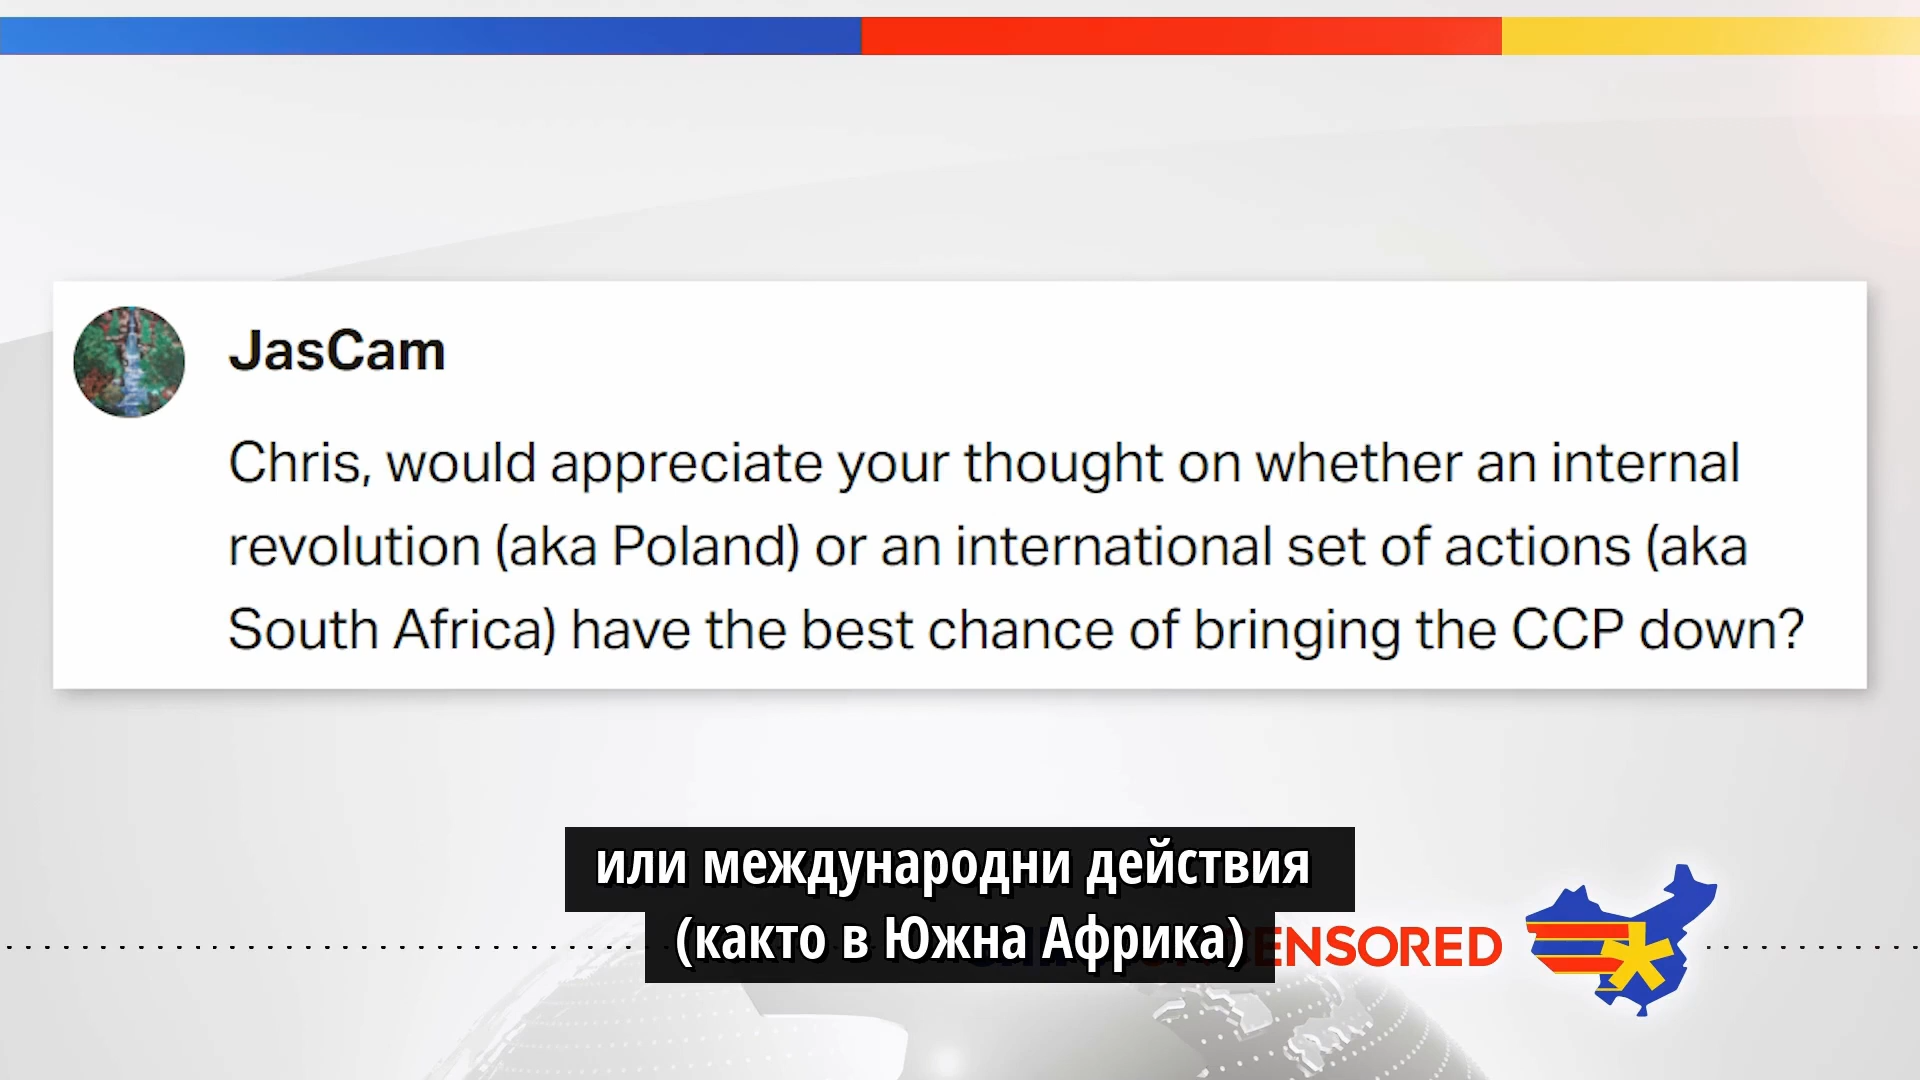 JasCam
Chris, would appreciate your thought on whether an internal
revolution (aka Poland) or an international set of actions (aka
South Africa) have the best chance of bringing the CCP down?
или международни действия
(както в Южна Африка)
ENSORED